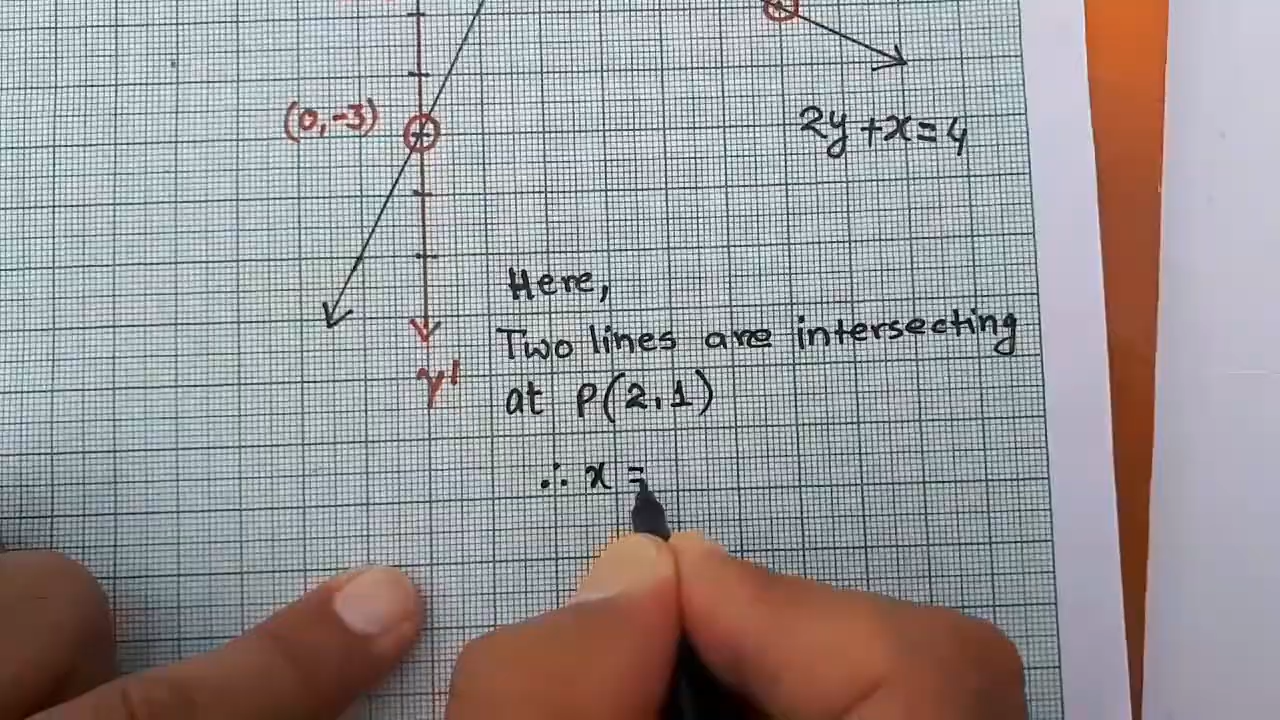 (0,-3)
2y+x=4
Here,
Two lines are intersecting
at P(2,1)
∴ x =
Y'